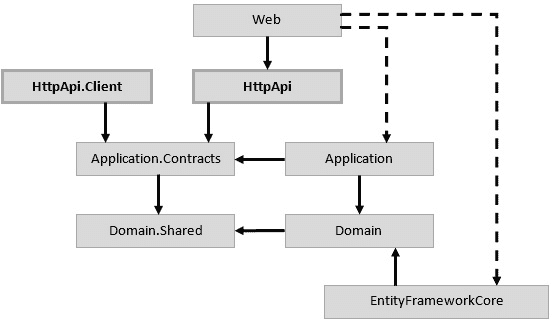 Web
HttpApi.Client
HttpApi
Application.Contracts
Application
Domain.Shared
Domain
EntityFrameworkCore